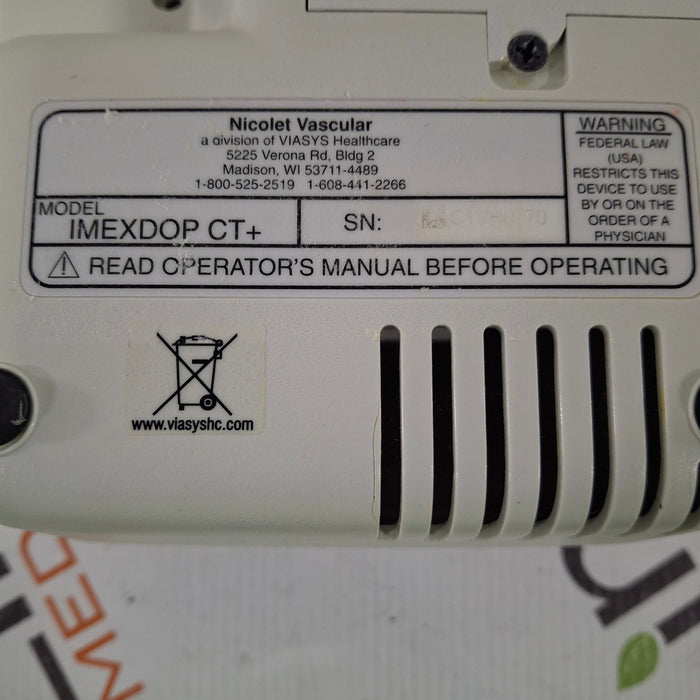 Nicolet Vascular
a division of VIASYS Healthcare
5225 Verona Rd, Bldg 2
Madison, WI 53711-4489
1-800-525-2519 1-608-441-2266
WARNING
FEDERAL LAW
(USA)
RESTRICTS THIS
DEVICE TO USE
BY OR ON THE
ORDER OF A
PHYSICIAN
MODEL
IMEXDOP CT+
SN:
READ OPERATOR'S MANUAL BEFORE OPERATING
www.viasyshc.com
MED